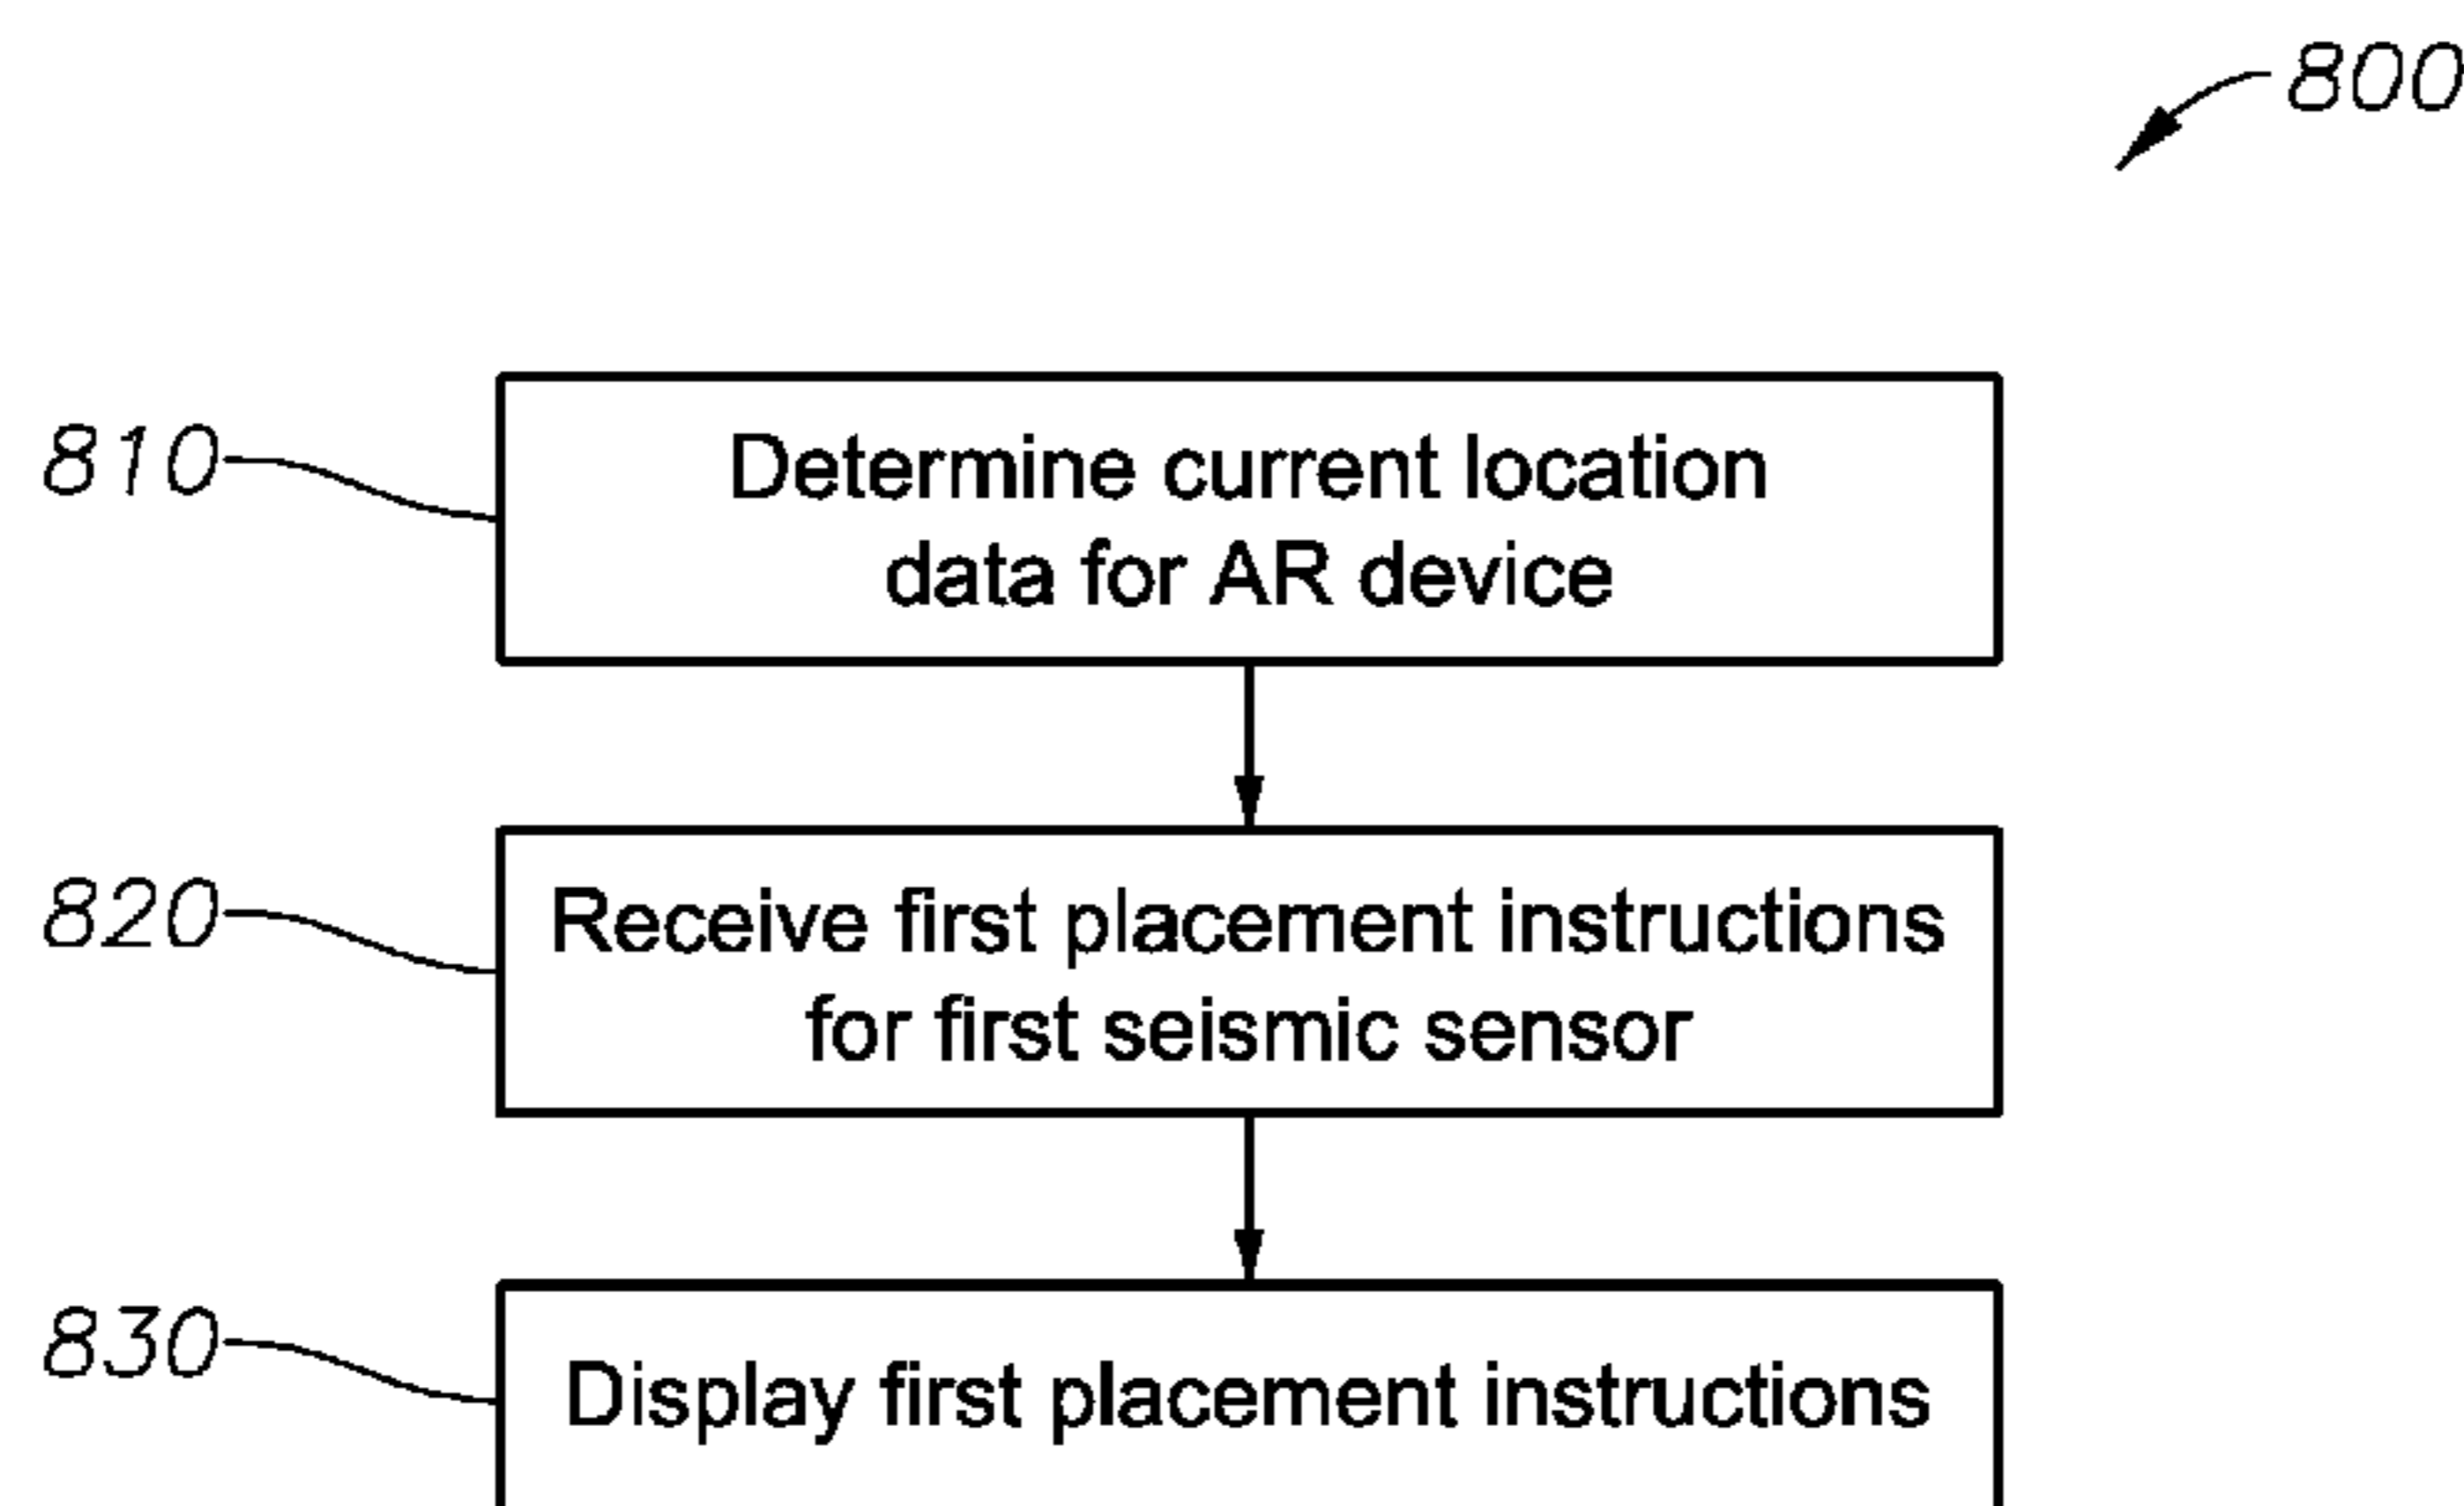 800
810
Determine current location
data for AR device
820
Receive first placement instructions
for first seismic sensor
830
Display first placement instructions